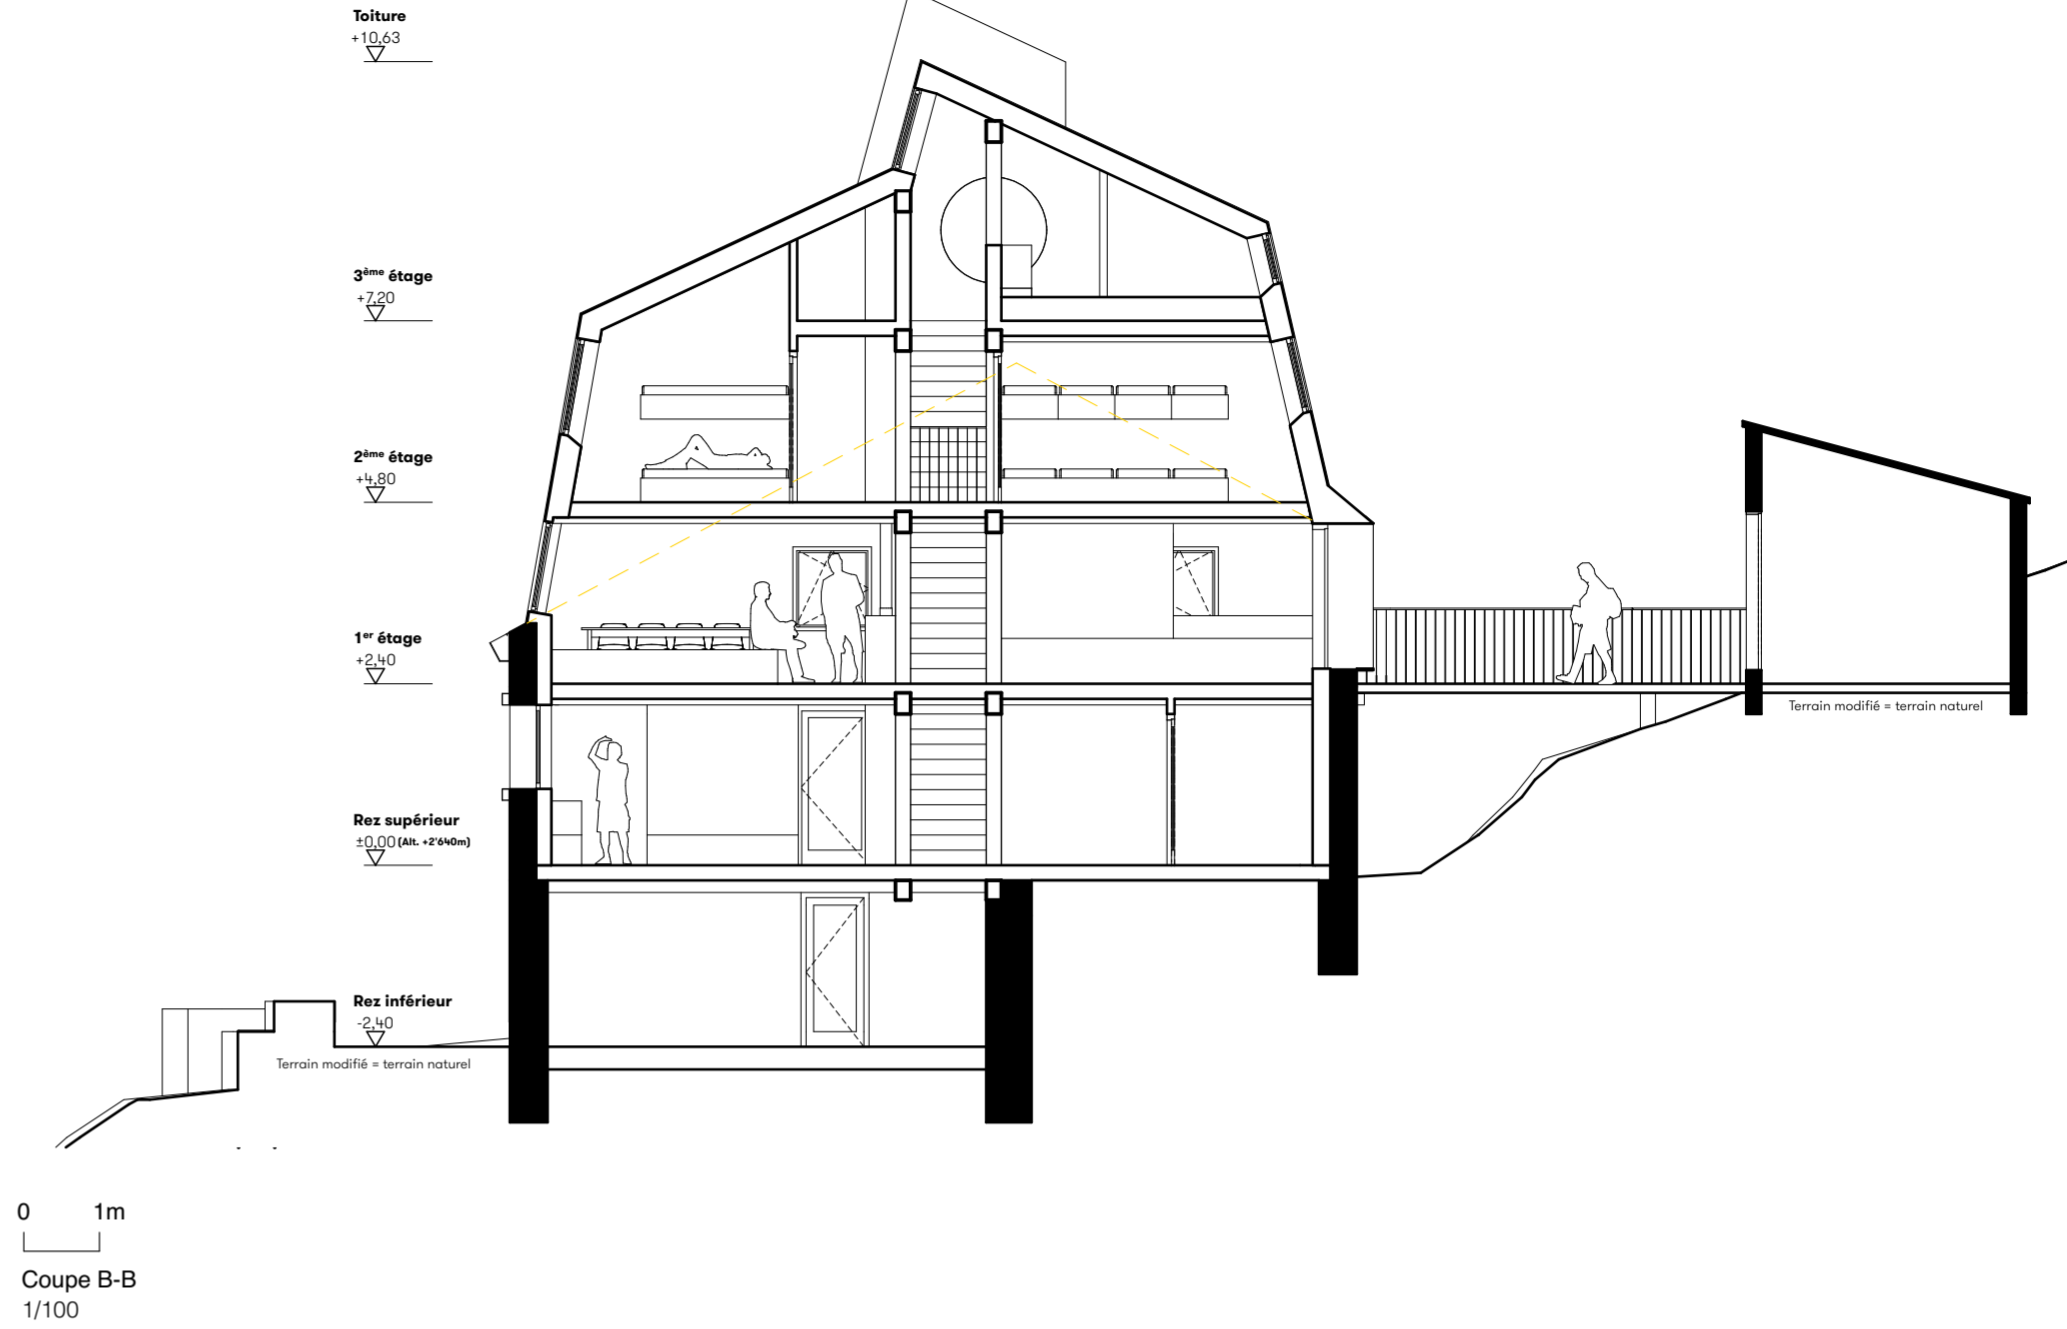 Toiture
+10,63
3ème étage
+7,20
2ème étage
+4,80
1er étage
+2,40
Terrain modifié = terrain naturel
Rez supérieur
±0,00 (Alt. +2'640m)
Rez inférieur
-2,40
Terrain modifié = terrain naturel
0 1m
Coupe B-B
1/100